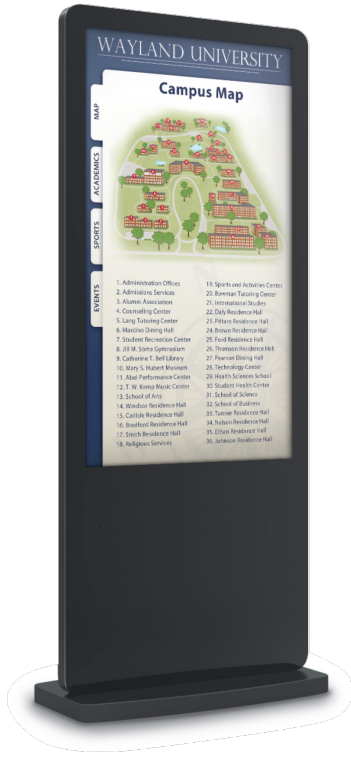 WAYLAND UNIVERSITY
Campus Map
MAP
ACADEMICS
SPORTS
EVENTS
1. Administration Offices
2. Admissions Services
3. Alumni Association
4. Counseling Center
5. Lang Tutoring Center
6. Mascino Dining Hall
7. Student Recreation Center
8. Jill M. Sorns Gymnasium
9. Catherine T. Bell Library
10. Mary S. Hubert Museum
11. Abel Performance Center
12. T. W. Kemp Music Center
13. School of Arts
14. Windsor Residence Hall
15. Carlisle Residence Hall
16. Bradford Residence Hall
17. Smith Residence Hall
18. Religious Services
19. Sports and Activities Center
20. Bowman Tutoring Center
21. International Studies
22. Daly Residence Hall
23. Pittaro Residence Hall
24. Brown Residence Hall
25. Ford Residence Hall
26. Thomson Residence Hall
27. Pearson Dining Hall
28. Technology Center
29. Health Sciences School
30. Student Health Center
31. School of Science
32. School of Business
33. Tanner Residence Hall
34. Nelson Residence Hall
35. Ethan Residence Hall
36. Johnson Residence Hall